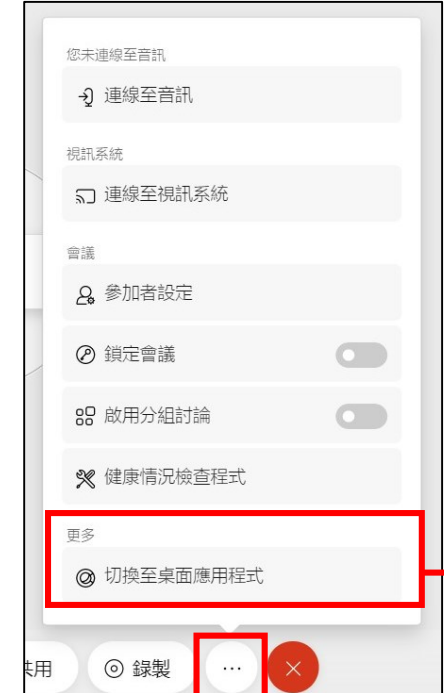 您未連線至音訊
連線至音訊
視訊系統
連線至視訊系統
會議
參加者設定
鎖定會議
啟用分組討論
健康情況檢查程式
更多
切換至桌面應用程式
共用 錄製 …